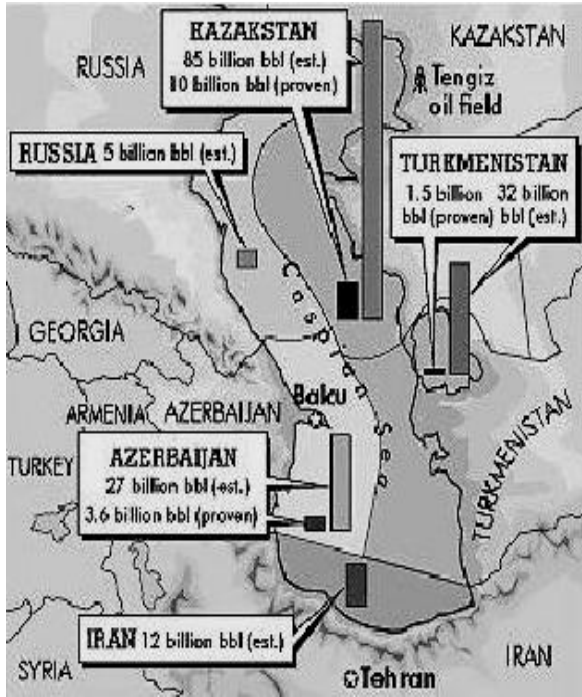 KAZAKSTAN
85 billion bbl (est.)
10 billion bbl (proven)
RUSSIA
KAZAKSTAN
Tengiz
oil field
RUSSIA 5 billion bbl (est.)
TURKMENISTAN
1.5 billion 32 billion
bbl (proven) bbl (est.)
Caspian Sea
GEORGIA
Baku
ARMENIA
AZERBAIJAN
TURKEY
AZERBAIJAN
27 billion bbl (est.)
3.6 billion bbl (proven)
TURKMENISTAN
IRAN 12 billion bbl (est.)
IRAN
SYRIA
Tehran